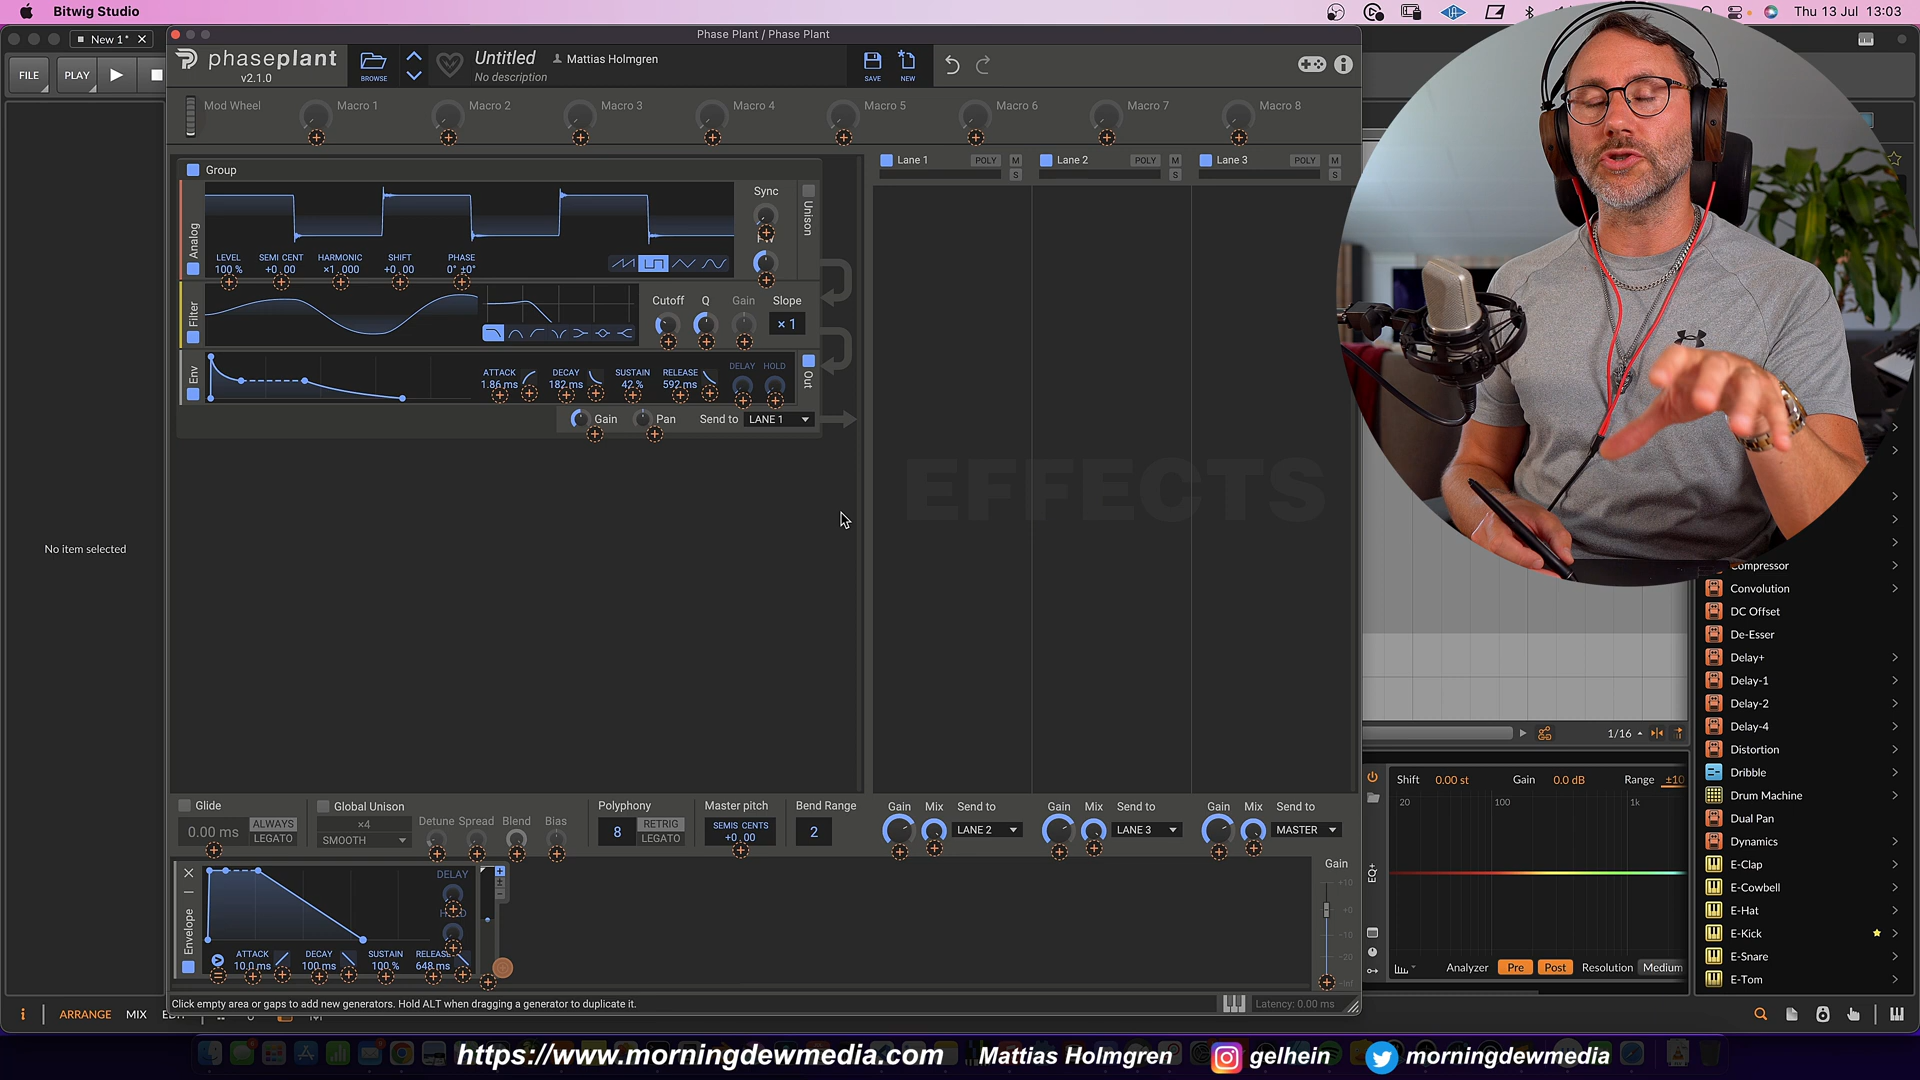 Bitwig Studio
Thu 13 Jul 13:03
New 1*
Phase Plant / Phase Plant
FILE
PLAY
phaseplant
v2.1.0
BROWSE
Untitled
Mattias Holmgren
No description
SAVE
NEW
Mod Wheel
Macro 1
Macro 2
Macro 3
Macro 4
Macro 5
Macro 6
Macro 7
Macro 8
Group
Lane 1
POLY
M
S
Lane 2
POLY
M
S
Lane 3
POLY
M
S
Analog
Sync
Unison
LEVEL
100 %
SEMI CENT
+0.00
HARMONIC
×1.000
SHIFT
+0.00
PHASE
0° ±0°
Filter
Cutoff
Q
Gain
Slope
× 1
Env
ATTACK
1.86 ms
DECAY
182 ms
SUSTAIN
42 %
RELEASE
592 ms
DELAY
HOLD
Out
Gain
Pan
Send to
LANE 1
EFFECTS
No item selected
Compressor
Convolution
DC Offset
De-Esser
Delay+
Delay-1
Delay-2
Delay-4
Distortion
Dribble
Drum Machine
Dual Pan
Dynamics
E-Clap
E-Cowbell
E-Hat
E-Kick
E-Snare
E-Tom
1/16
Glide
0.00 ms
ALWAYS
LEGATO
Global Unison
×4
SMOOTH
Detune
Spread
Blend
Bias
Polyphony
8
RETRIG
LEGATO
Master pitch
SEMIS CENTS
+0.00
Bend Range
2
Gain
Mix
Send to
LANE 2
Gain
Mix
Send to
LANE 3
Gain
Mix
Send to
MASTER
Shift
0.00 st
Gain
0.0 dB
Range
±10
20
100
1k
EQ+
Envelope
DELAY
ATTACK
10.0 ms
DECAY
100 ms
SUSTAIN
100 %
RELEASE
648 ms
Gain
+10
+0
-10
-20
-inf
Analyzer
Pre
Post
Resolution
Medium
Click empty area or gaps to add new generators. Hold ALT when dragging a generator to duplicate it.
Latency: 0.00 ms
ARRANGE
MIX
https://www.morningdewmedia.com
Mattias Holmgren
gelhein
morningdewmedia